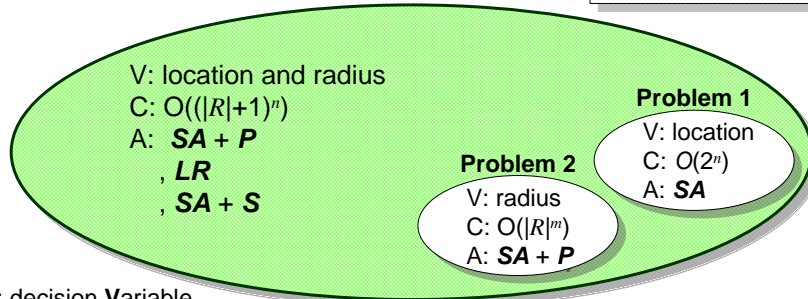 V: location and radius
C: O((|R|+1)ⁿ)
A: SA + P
, LR
, SA + S
Problem 1
V: location
C: O(2ⁿ)
A: SA
Problem 2
V: radius
C: O(|R|ᵐ)
A: SA + P
: decision Variable